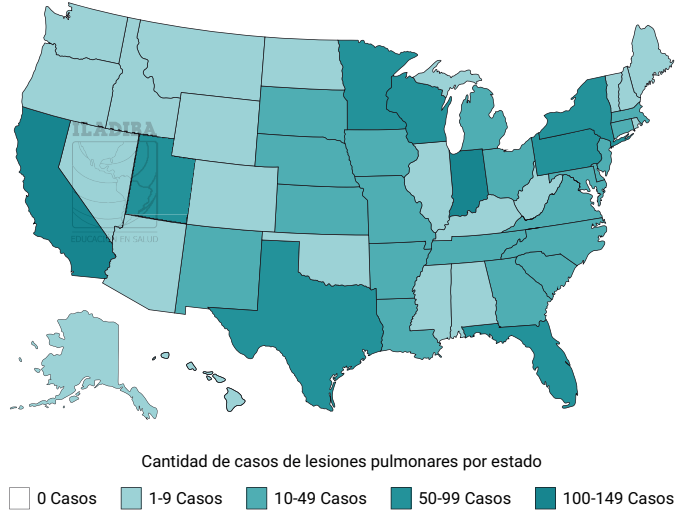 ILADIBA
EDUCACIÓN EN SALUD
Cantidad de casos de lesiones pulmonares por estado
0 Casos
1-9 Casos
10-49 Casos
50-99 Casos
100-149 Casos